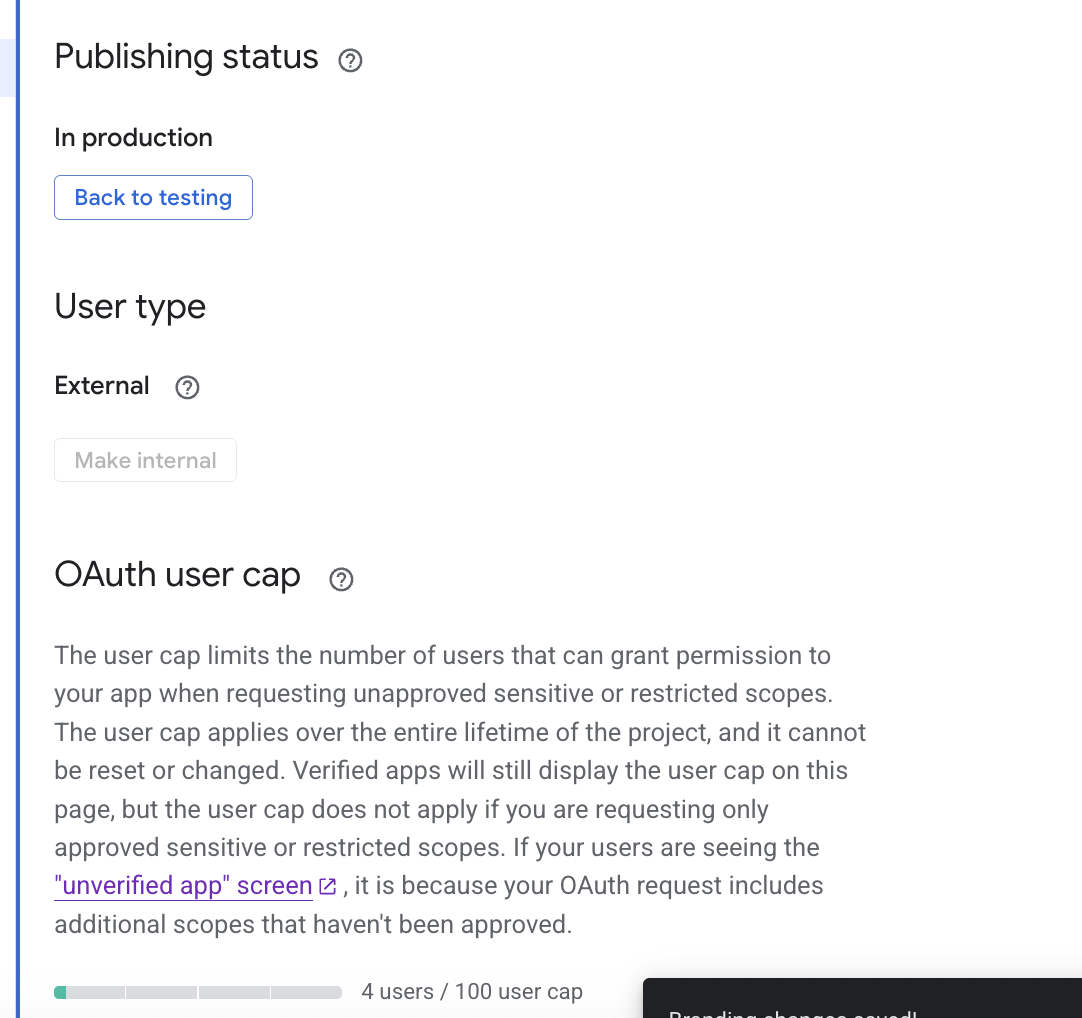 Publishing status
In production
Back to testing
User type
External
Make internal
OAuth user cap
The user cap limits the number of users that can grant permission to
your app when requesting unapproved sensitive or restricted scopes.
The user cap applies over the entire lifetime of the project, and it cannot
be reset or changed. Verified apps will still display the user cap on this
page, but the user cap does not apply if you are requesting only
approved sensitive or restricted scopes. If your users are seeing the
"unverified app" screen , it is because your OAuth request includes
additional scopes that haven't been approved.
4 users / 100 user cap
Branding changes saved!